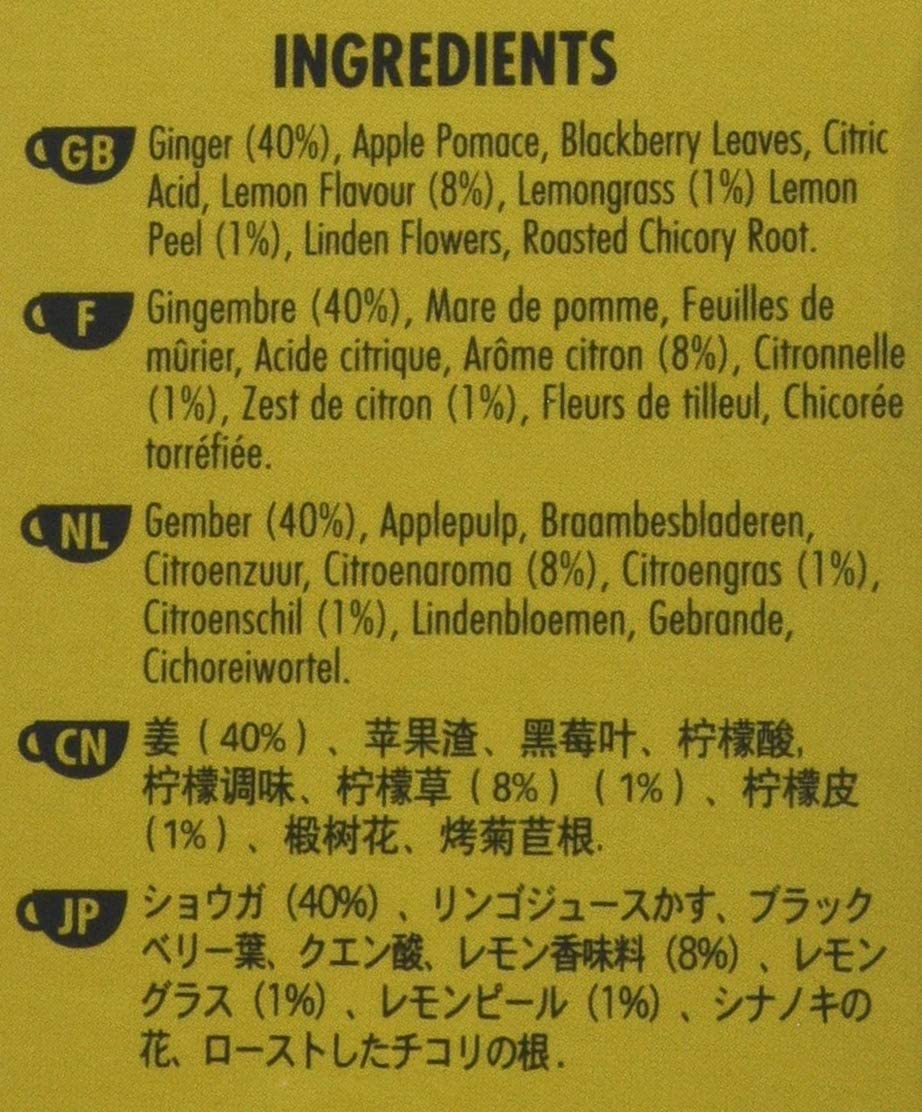 INGREDIENTS
GB Ginger (40%), Apple Pomace, Blackberry Leaves, Citric
Acid, Lemon Flavour (8%), Lemongrass (1%) Lemon
Peel (1%), Linden Flowers, Roasted Chicory Root.
F Gingembre (40%), Mare de pomme, Feuilles de
mûrier, Acide citrique, Arôme citron (8%), Citronnelle
(1%), Zest de citron (1%), Fleurs de tilleul, Chicorée
torréfiée.
NL Gember (40%), Applepulp, Braambesbladeren,
Citroenzuur, Citroenaroma (8%), Citroengras (1%),
Citroenschil (1%), Lindenbloemen, Gebrande,
Cichoreiwortel.
CN 姜 (40%)、苹果渣、黑莓叶、柠檬酸,
柠檬调味、柠檬草 (8%) (1%)、柠檬皮
(1%)、椴树花、烤菊苣根.
JP ショウガ (40%)、リンゴジュースかす、ブラック
ベリー葉、クエン酸、レモン香味料 (8%)、レモン
グラス (1%)、レモンピール (1%)、シナノキの
花、ローストしたチコリの根.